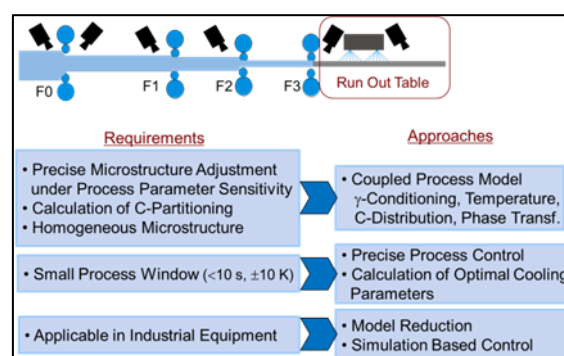 F0
F1
F2
F3
Run Out Table
Requirements
• Precise Microstructure Adjustment
under Process Parameter Sensitivity
• Calculation of C-Partitioning
• Homogeneous Microstructure
Approaches
• Coupled Process Model
γ-Conditioning, Temperature,
C-Distribution, Phase Transf.
• Small Process Window (<10 s, ±10 K)
• Precise Process Control
• Calculation of Optimal Cooling
Parameters
• Applicable in Industrial Equipment
• Model Reduction
• Simulation Based Control